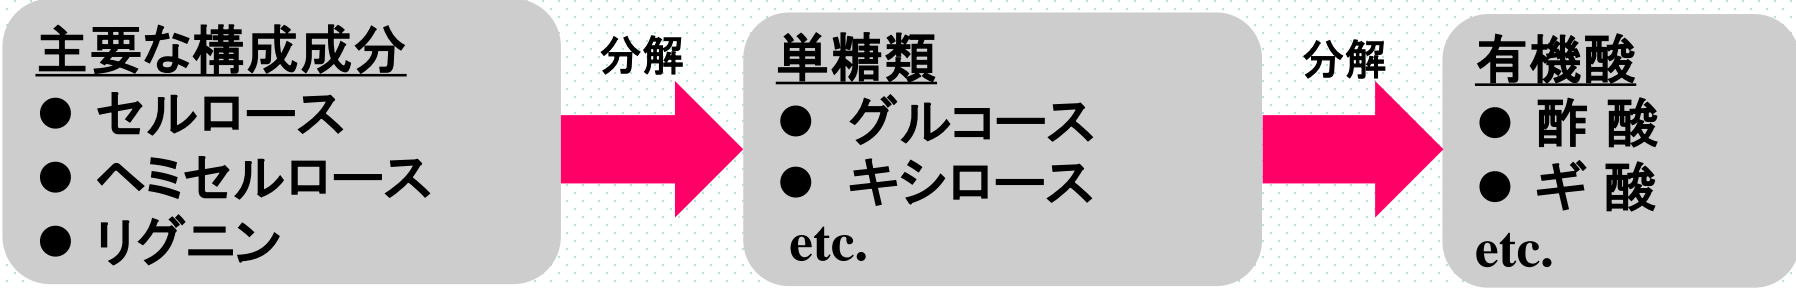 主要な構成成分
● セルロース
● ヘミセルロース
● リグニン
分解
単糖類
● グルコース
● キシロース
etc.
分解
有機酸
● 酢 酸
● ギ 酸
etc.